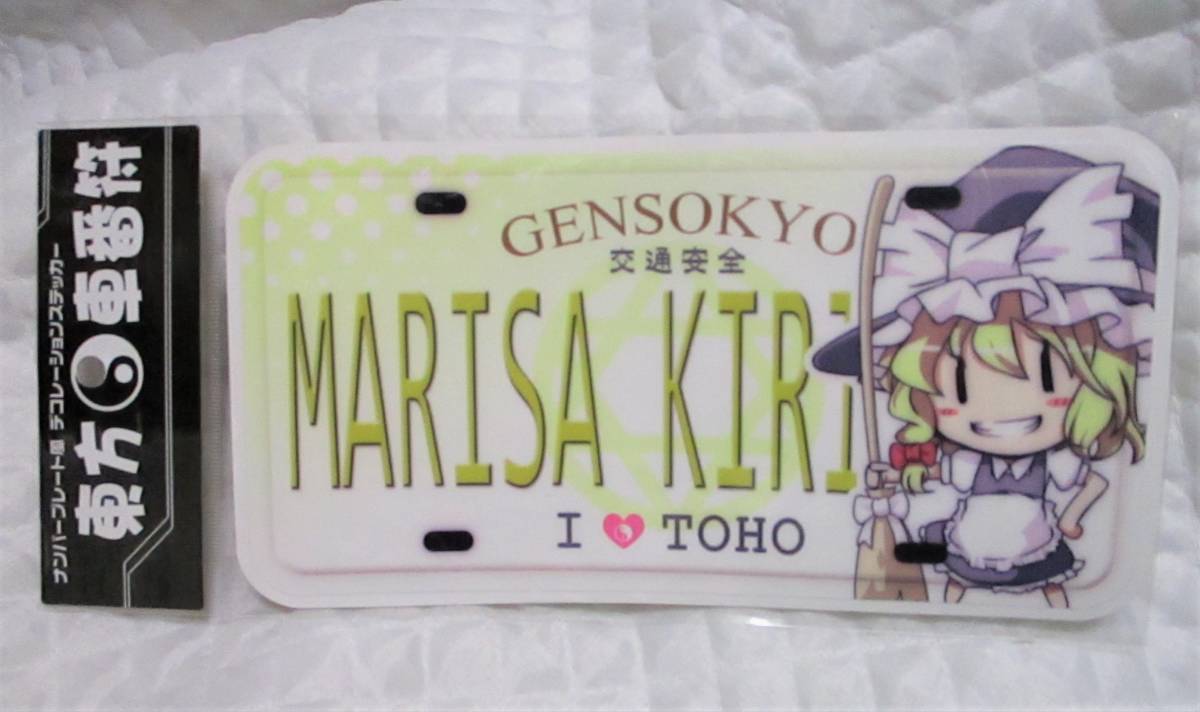 東方車番符
ナンバープレート型 デコレーションステッカー
GENSOKYO
交通安全
MARISA KIRI
I ♥ TOHO